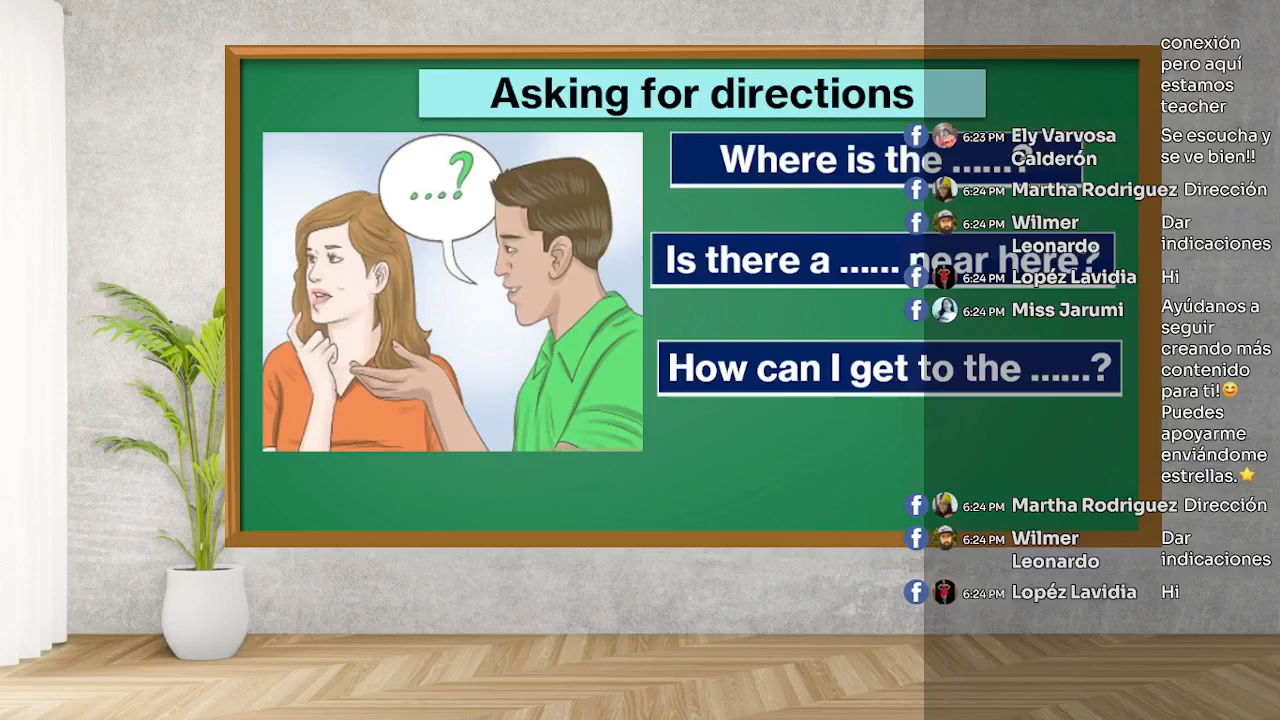 Asking for directions
...?
Where is the ......?
Is there a ...... near here?
How can I get to the ......?
conexión
pero aquí
estamos
teacher
6:23 PM Ely Varvosa Calderón
Se escucha y
se ve bien!!
6:24 PM Martha Rodriguez Dirección
6:24 PM Wilmer Leonardo
Dar
indicaciones
6:24 PM Lopéz Lavidia Hi
6:24 PM Miss Jarumi
Ayúdanos a
seguir
creando más
contenido
para ti!😊
Puedes
apoyarme
enviándome
estrellas.⭐
6:24 PM Martha Rodriguez Dirección
6:24 PM Wilmer Leonardo
Dar
indicaciones
6:24 PM Lopéz Lavidia Hi